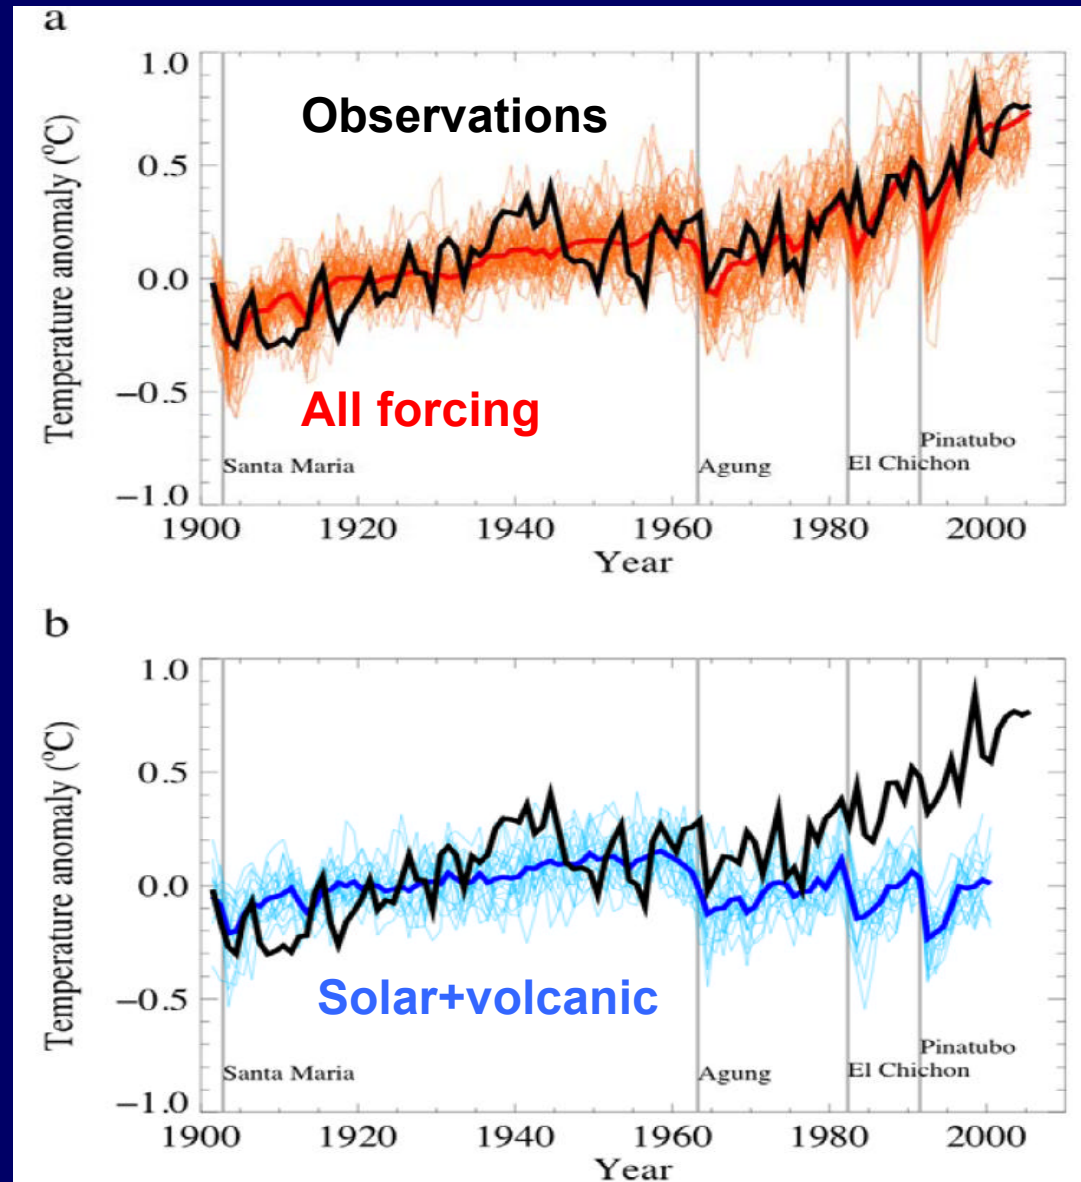 a
Temperature anomaly (°C)
1.0
0.5
0.0
−0.5
−1.0
Observations
All forcing
Santa Maria
Agung
El Chichon
Pinatubo
1900 1920 1940 1960 1980 2000
Year
b
Temperature anomaly (°C)
1.0
0.5
0.0
−0.5
−1.0
Solar+volcanic
Santa Maria
Agung
El Chichon
Pinatubo
1900 1920 1940 1960 1980 2000
Year